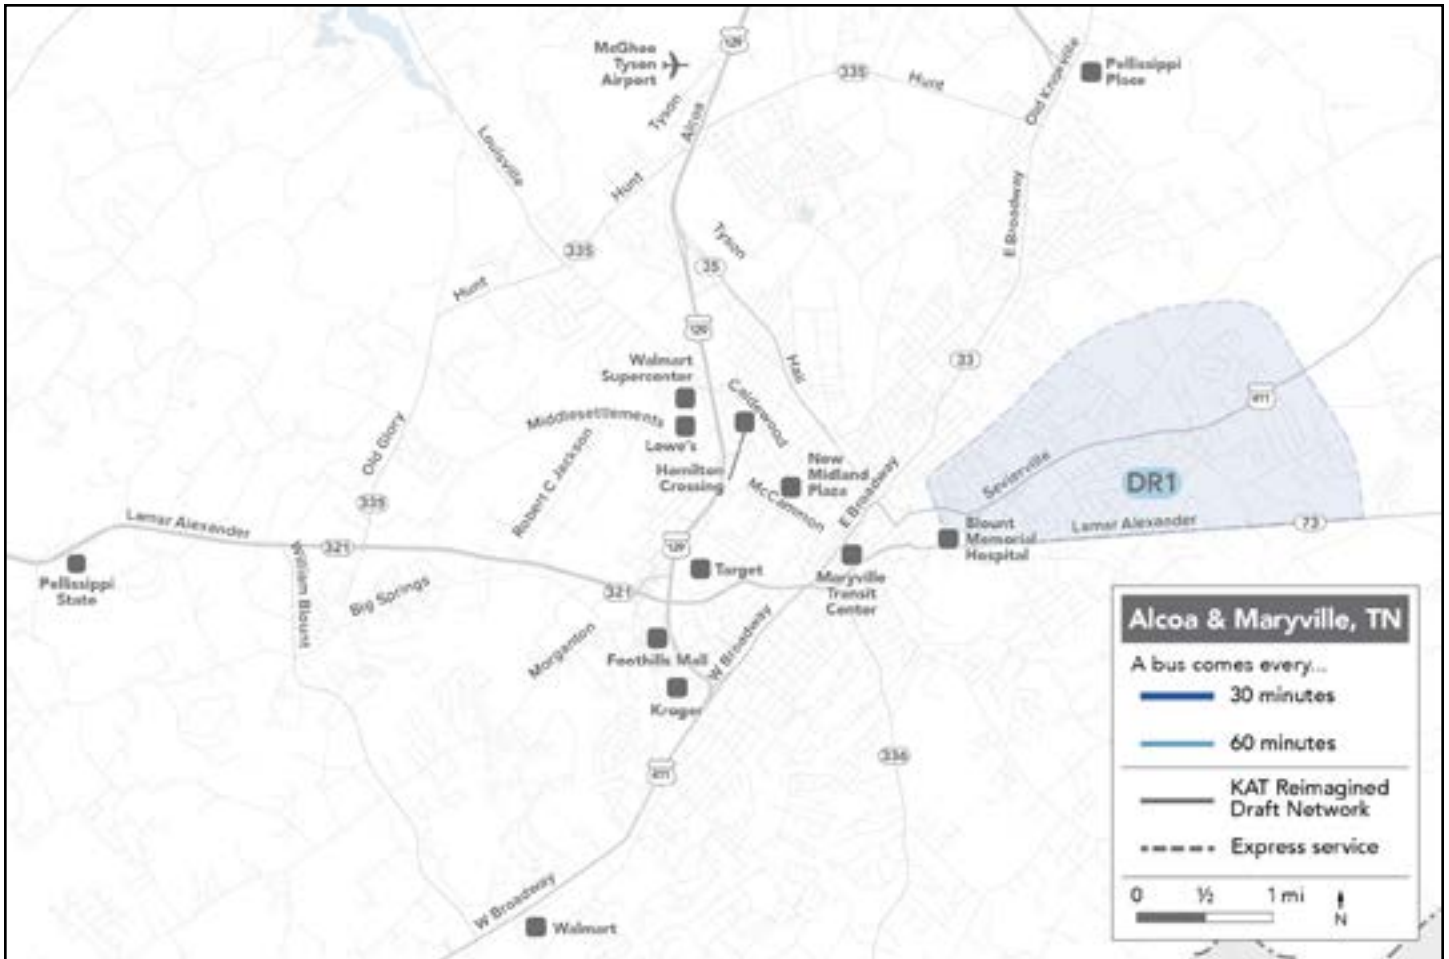 129
McGhee
Tyson
Airport
Tyson
Alcoa
335
Hunt
Old Knoxville
Pellissippi
Place
Louisville
Hunt
335
Tyson
35
E Broadway
Hunt
129
Walmart
Supercenter
Hall
33
411
Calderwood
Middlesettlements
Lowe's
Old Glory
Robert C Jackson
Hamilton
Crossing
New
Midland
Plaza
McCammon
E Broadway
Sevierville
DR1
335
Lamar Alexander
Lamar Alexander
73
Blount
Memorial
Hospital
321
129
Pellissippi
State
William Blount
Big Springs
321
Target
Maryville
Transit
Center
Morganton
Foothills Mall
W Broadway
Kroger
411
336
W Broadway
Walmart
Alcoa & Maryville, TN
A bus comes every...
30 minutes
60 minutes
KAT Reimagined
Draft Network
Express service
0 ½ 1 mi
N